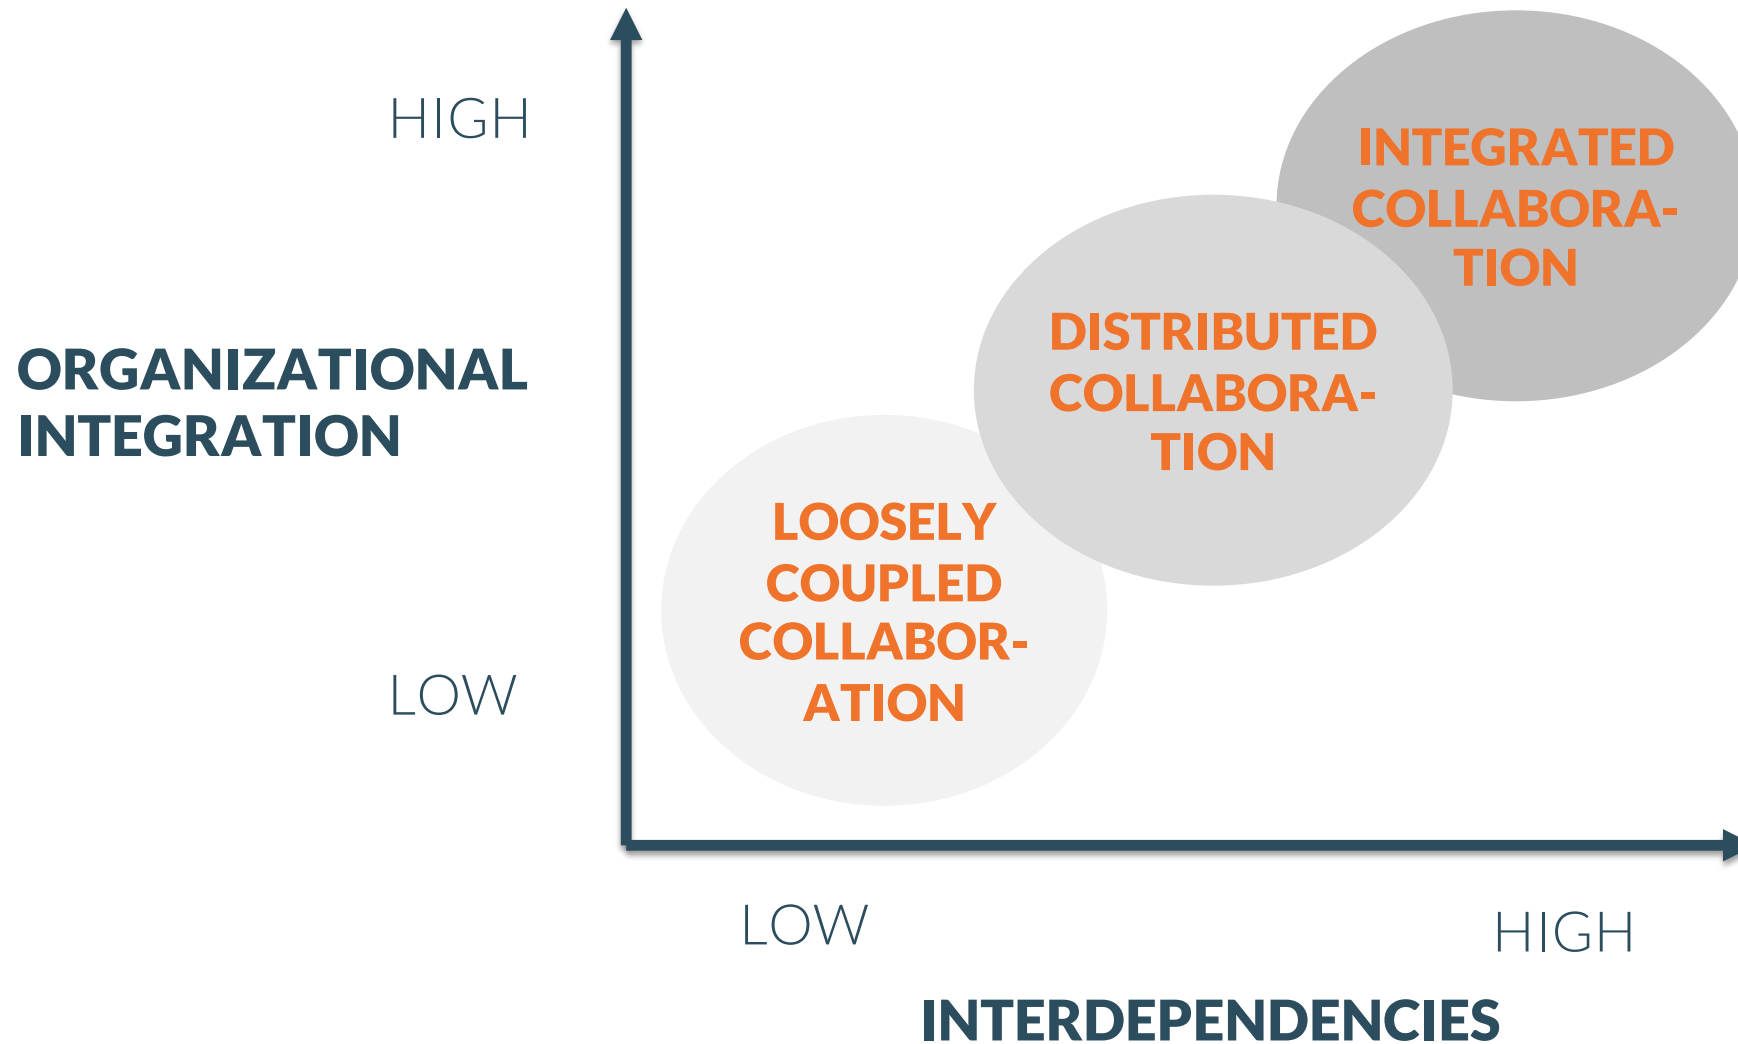 HIGH
INTEGRATED
COLLABORA-
TION
DISTRIBUTED
COLLABORA-
TION
ORGANIZATIONAL
INTEGRATION
LOOSELY
COUPLED
COLLABOR-
ATION
LOW
LOW
HIGH
INTERDEPENDENCIES